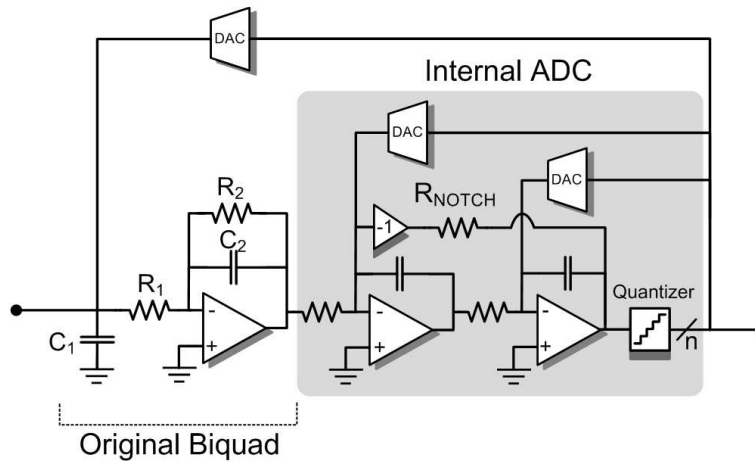 DAC
Internal ADC
DAC
DAC
R2
RNOTCH
-1
C2
Quantizer
R1
-
-
-
C1
+
+
+
n
Original Biquad